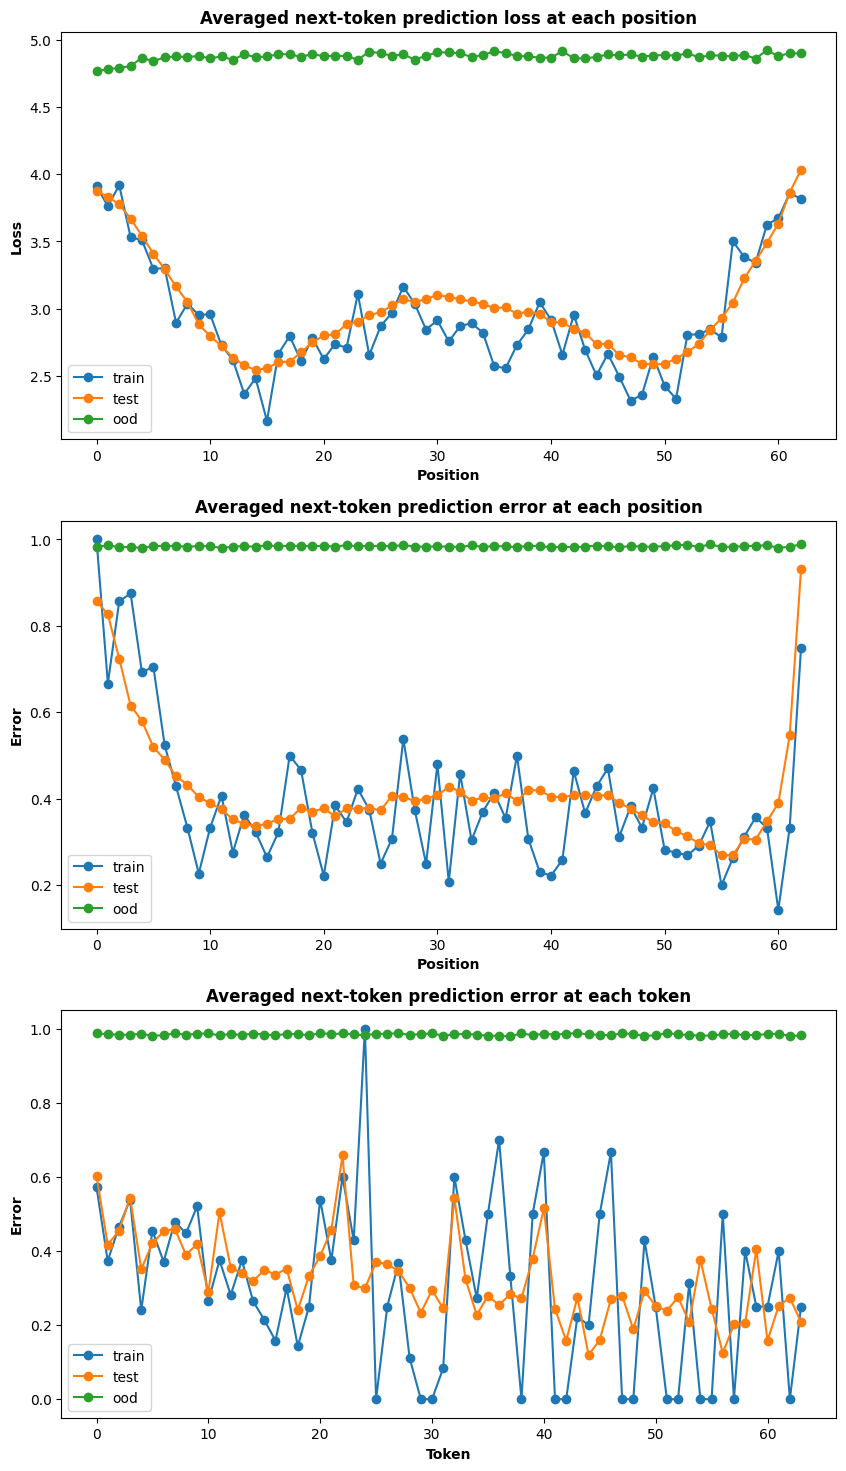 Averaged next-token prediction loss at each position
5.0
4.5
4.0
3.5
3.0
2.5
Loss
train
test
ood
0 10 20 30 40 50 60
Position
Averaged next-token prediction error at each position
1.0
0.8
0.6
0.4
0.2
Error
train
test
ood
0 10 20 30 40 50 60
Position
Averaged next-token prediction error at each token
1.0
0.8
0.6
0.4
0.2
0.0
Error
train
test
ood
0 10 20 30 40 50 60
Token